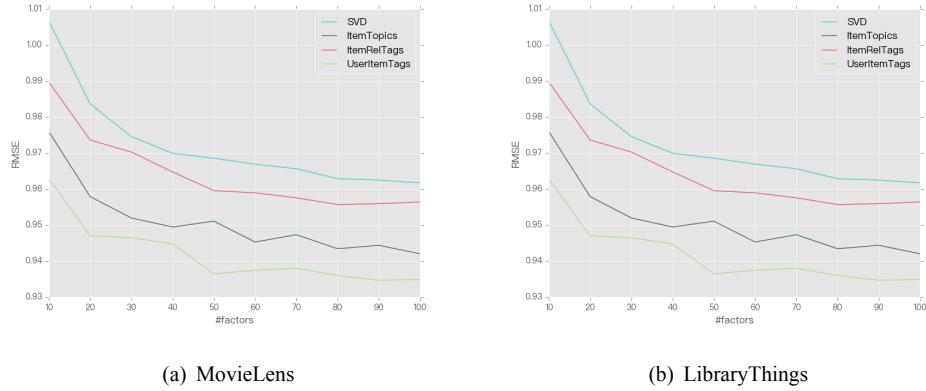 1.01
1.00
0.99
0.98
0.97
0.96
0.95
0.94
0.93
RMSE
SVD
ItemTopics
ItemRelTags
UserItemTags
10 20 30 40 50 60 70 80 90 100
#factors
(a) MovieLens
1.01
1.00
0.99
0.98
0.97
0.96
0.95
0.94
0.93
RMSE
SVD
ItemTopics
ItemRelTags
UserItemTags
10 20 30 40 50 60 70 80 90 100
#factors
(b) LibraryThings